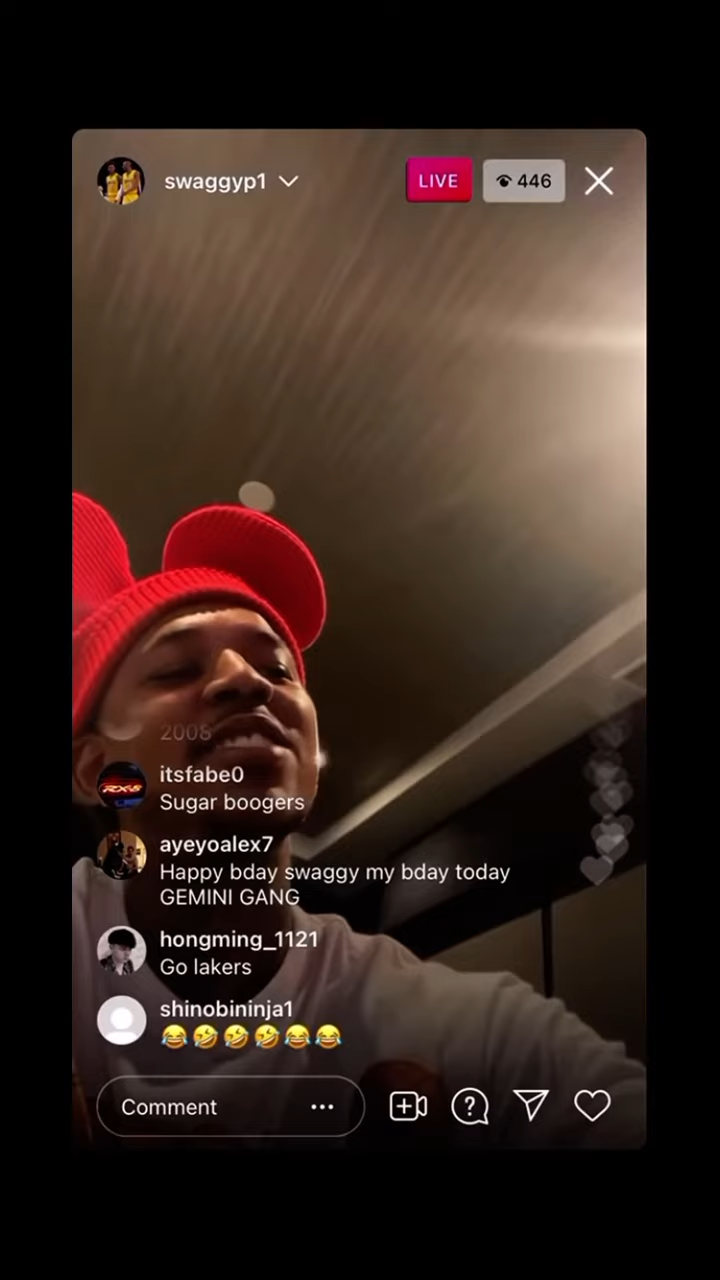 swaggyp1
LIVE
446
2008
itsfabe0
Sugar boogers
ayeyoalex7
Happy bday swaggy my bday today
GEMINI GANG
hongming_1121
Go lakers
shinobininja1
😂🤣🤣🤣😂😂
Comment